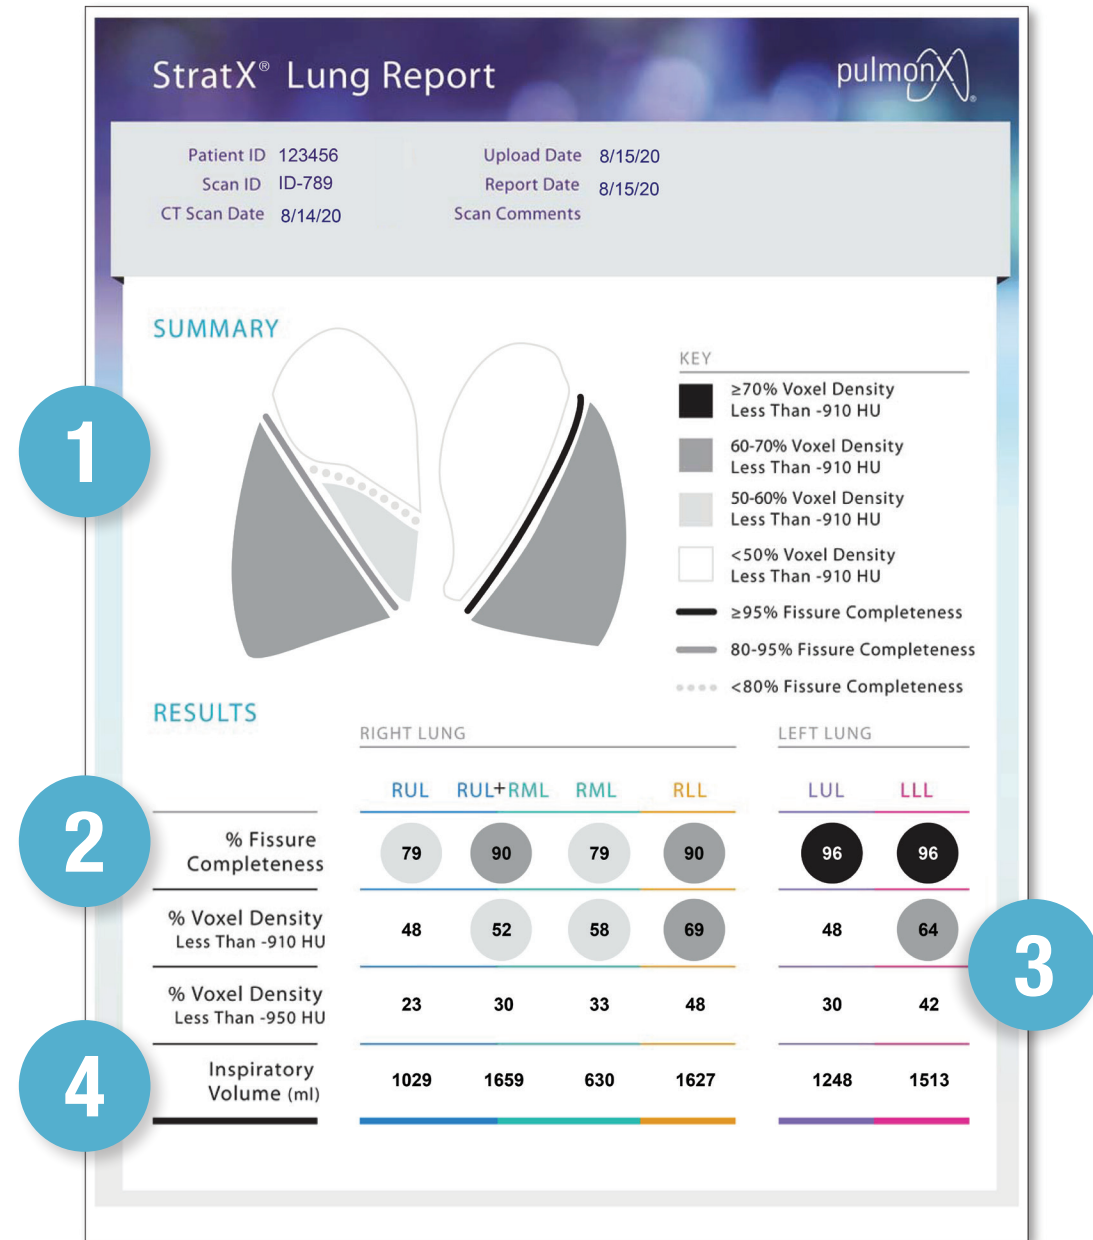 StratX® Lung Report
pulmonX®
Patient ID 123456
Scan ID ID-789
CT Scan Date 8/14/20
Upload Date 8/15/20
Report Date 8/15/20
Scan Comments
SUMMARY
1
KEY
≥70% Voxel Density
Less Than -910 HU
60-70% Voxel Density
Less Than -910 HU
50-60% Voxel Density
Less Than -910 HU
<50% Voxel Density
Less Than -910 HU
≥95% Fissure Completeness
80-95% Fissure Completeness
<80% Fissure Completeness
RESULTS
RIGHT LUNG LEFT LUNG
RUL RUL+RML RML RLL LUL LLL
2
% Fissure
Completeness
79 90 79 90 96 96
% Voxel Density
Less Than -910 HU
48 52 58 69 48 64
3
% Voxel Density
Less Than -950 HU
23 30 33 48 30 42
4
Inspiratory
Volume (ml)
1029 1659 630 1627 1248 1513